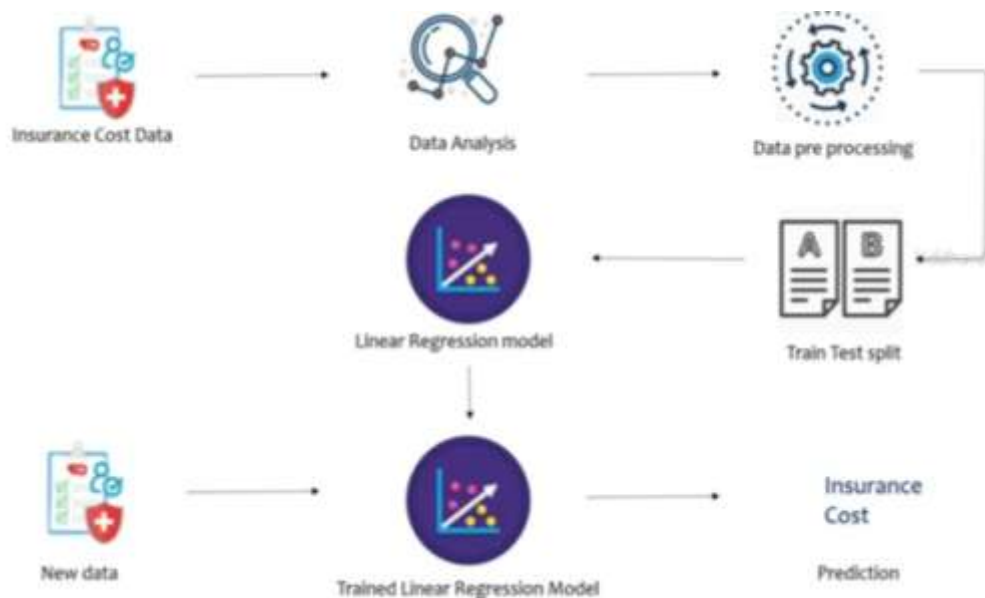 Insurance Cost Data
Data Analysis
Data pre processing
A B
Linear Regression model
Train Test split
Insurance
Cost
New data
Trained Linear Regression Model
Prediction